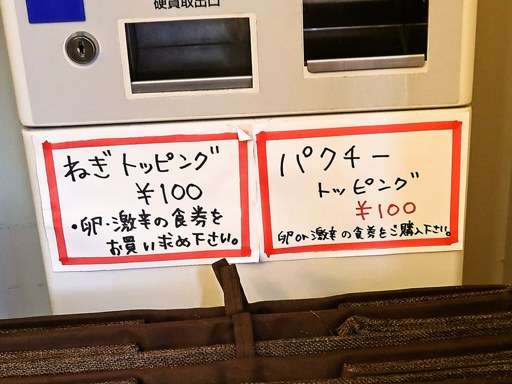 硬貨取出口
ねぎトッピング
¥100
・卵・激辛の食券を
お買い求め下さい。
パクチー
トッピング
¥100
卵or激辛の食券をご購入下さい。